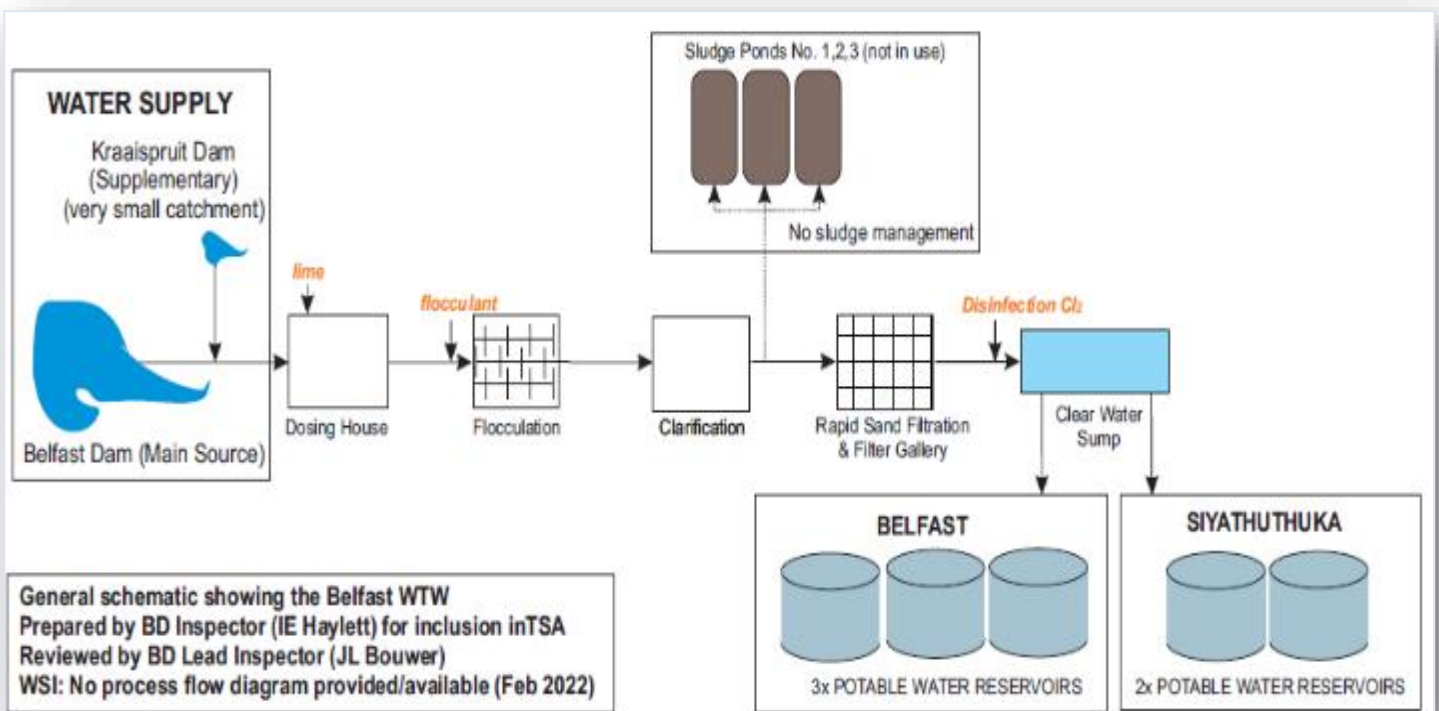 WATER SUPPLY
Kraaispruit Dam
(Supplementary)
(very small catchment)
Belfast Dam (Main Source)
lime
Dosing House
flocculant
Flocculation
Clarification
Sludge Ponds No. 1,2,3 (not in use)
No sludge management
Rapid Sand Filtration
& Filter Gallery
Disinfection Cl₂
Clear Water
Sump
BELFAST
3x POTABLE WATER RESERVOIRS
SIYATHUTHUKA
2x POTABLE WATER RESERVOIRS
General schematic showing the Belfast WTW
Prepared by BD Inspector (IE Haylett) for inclusion inTSA
Reviewed by BD Lead Inspector (JL Bouwer)
WSI: No process flow diagram provided/available (Feb 2022)